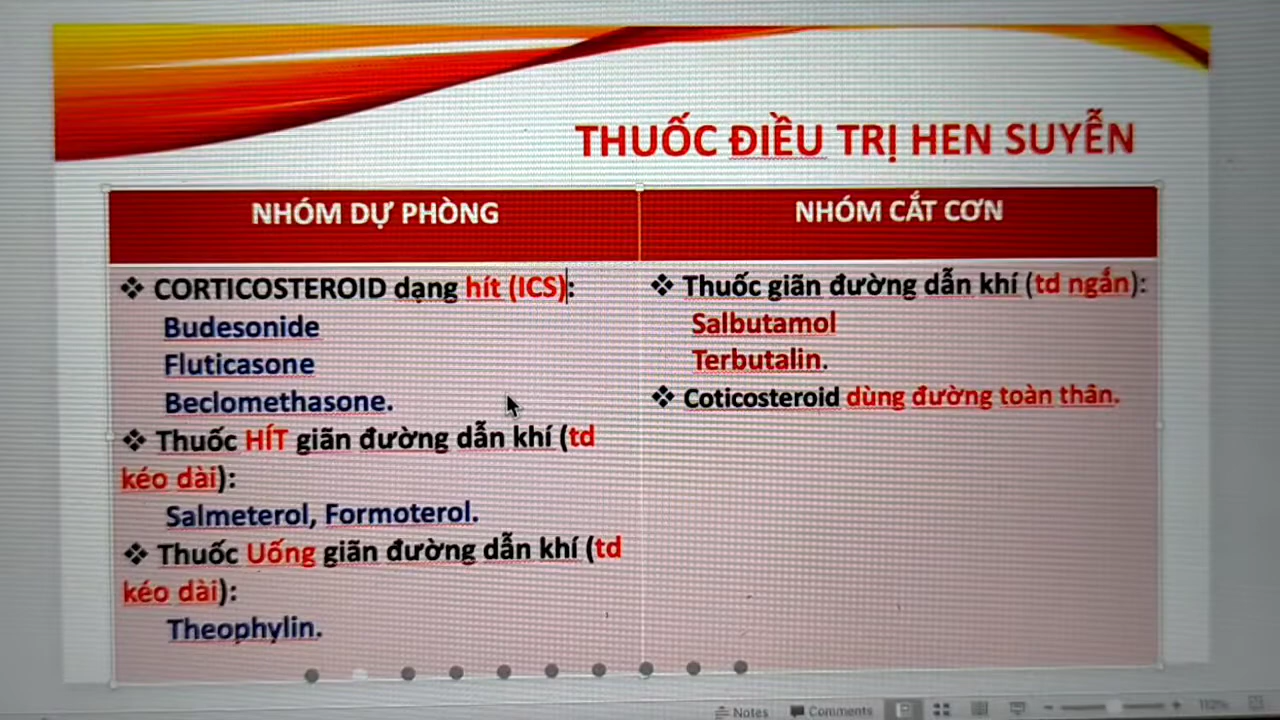 THUỐC ĐIỀU TRỊ HEN SUYỄN
NHÓM DỰ PHÒNG
❖ CORTICOSTEROID dạng hít (ICS):
Budesonide
Fluticasone
Beclomethasone.
❖ Thuốc HÍT giãn đường dẫn khí (td
kéo dài):
Salmeterol, Formoterol.
❖ Thuốc Uống giãn đường dẫn khí (td
kéo dài):
Theophylin.
NHÓM CẮT CƠN
❖ Thuốc giãn đường dẫn khí (td ngắn):
Salbutamol
Terbutalin.
❖ Coticosteroid dùng đường toàn thân.
Notes
Comments
112%